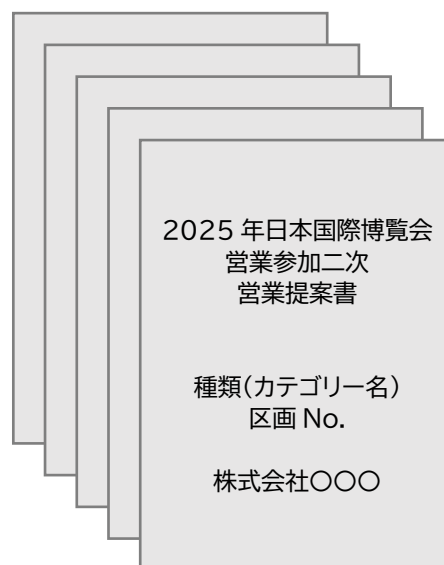 2025 年日本国際博覧会
営業参加二次
営業提案書
種類(カテゴリー名)
区画 No.
株式会社〇〇〇